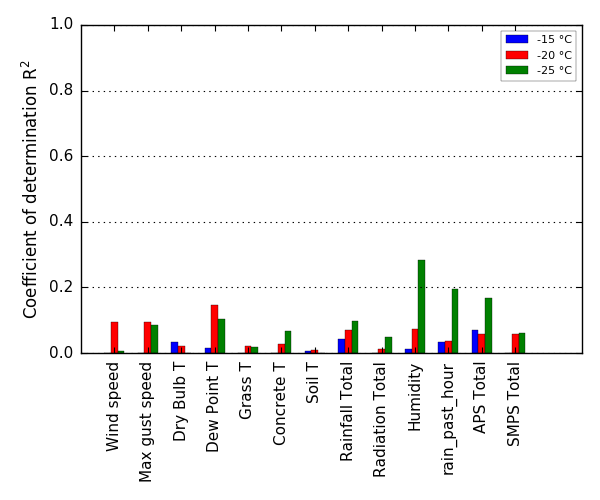 1.0
0.8
0.6
0.4
0.2
0.0
Coefficient of determination R²
-15 °C
-20 °C
-25 °C
Wind speed
Max gust speed
Dry Bulb T
Dew Point T
Grass T
Concrete T
Soil T
Rainfall Total
Radiation Total
Humidity
rain_past_hour
APS Total
SMPS Total